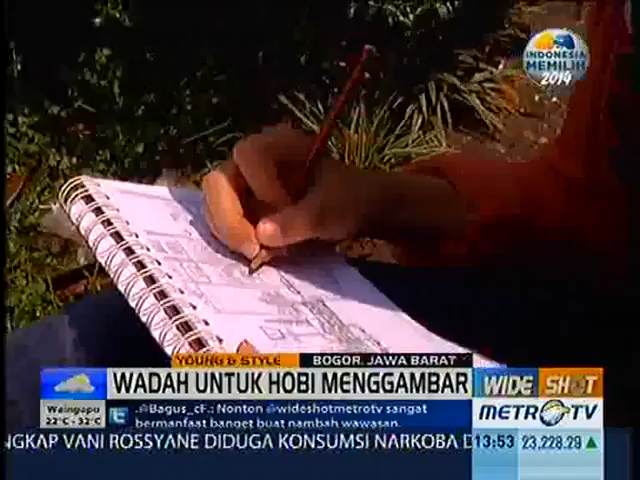 INDONESIA
MEMILIH
2014
YOUNG & STYLE
BOGOR, JAWA BARAT
WADAH UNTUK HOBI MENGGAMBAR
WIDE SHOT
Waingapu
22°C - 32°C
.@Bagus_cF.: Nonton @wideshotmetrotv sangat
bermanfaat banget buat nambah wawasan.
METRO TV
NGKAP VANI ROSSYANE DIDUGA KONSUMSI NARKOBA D
13:53
23,228.29